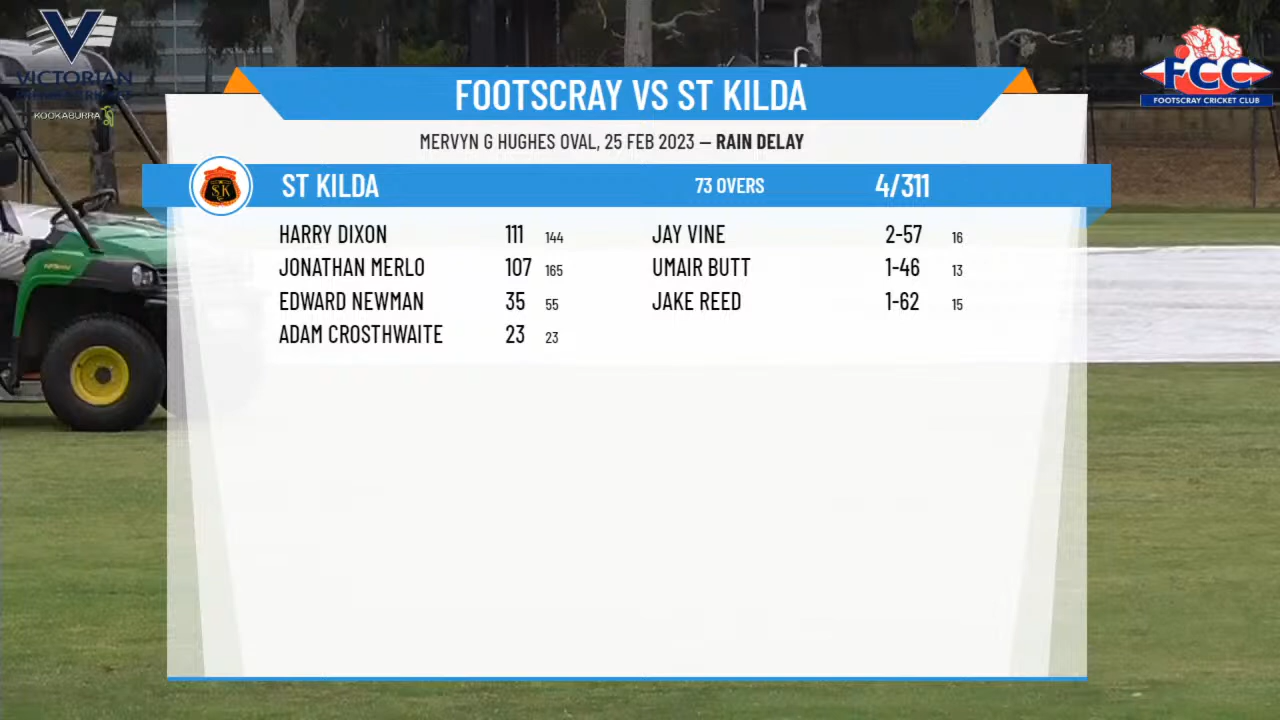 VICTORIAN
KOOKABURRA
FCC
FOOTSCRAY CRICKET CLUB
FOOTSCRAY VS ST KILDA
MERVYN G HUGHES OVAL, 25 FEB 2023 – RAIN DELAY
SK
ST KILDA 73 OVERS 4/311
HARRY DIXON 111 144 JAY VINE 2-57 16
JONATHAN MERLO 107 165 UMAIR BUTT 1-46 13
EDWARD NEWMAN 35 55 JAKE REED 1-62 15
ADAM CROSTHWAITE 23 23